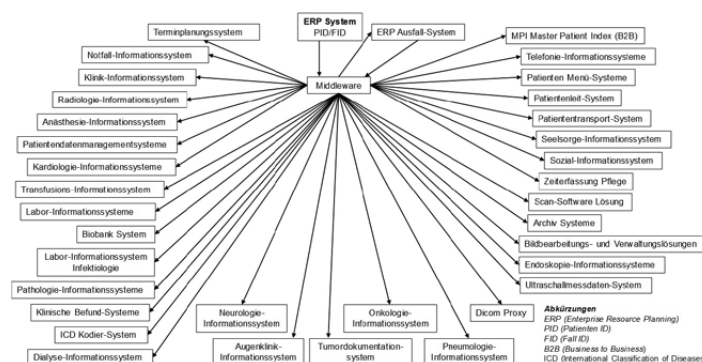 Terminplanungssystem
ERP System
PID/FID
ERP Ausfall-System
MPI Master Patient Index (B2B)
Notfall-Informationssystem
Telefonie-Informationssystem
Klinik-Informationssystem
Middleware
Patienten Menü-Systeme
Radiologie-Informationssystem
Patientenleit-System
Anästhesie-Informationssystem
Patiententransport-System
Patientendatenmanagementsysteme
Seelsorge-Informationssystem
Kardiologie-Informationssysteme
Sozial-Informationssystem
Transfusions-Informationssystem
Zeiterfassung Pflege
Labor-Informationssysteme
Scan-Software Lösung
Biobank System
Archiv Systeme
Labor-Informationssystem
Infektiologie
Bildbearbeitungs- und Verwaltungslösungen
Pathologie-Informationssysteme
Endoskopie-Informationssysteme
Klinische Befund-Systeme
Ultraschallmessdaten-System
ICD Kodier-System
Dialyse-Informationssystem
Neurologie-
Informationssystem
Onkologie-
Informationssystem
Dicom Proxy
Augenklinik-
Informationssystem
Tumordokumentation-
system
Pneumologie-
Informationssystem
Abkürzungen
ERP (Enterprise Resource Planning)
PID (Patienten ID)
FID (Fall ID)
B2B (Business to Business)
ICD (International Classification of Diseases